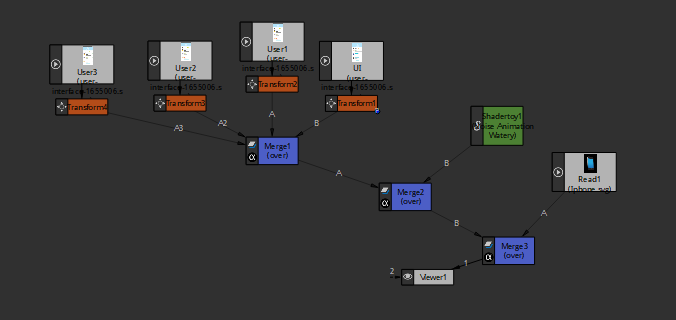 User1
(user-
interface-1655006.s
User2
(user-
interface-1655006.s
UI
(user-
interface-1655006.s
User3
(user-
interface-1655006.s
Transform2
Transform3
Transform1
Transform4
A3
A2
A
B
Merge1
(over)
Shadertoy1
oise Animation
Watery)
A
B
Merge2
(over)
Read1
(Iphone.svg)
B
A
Merge3
(over)
1
2
Viewer1